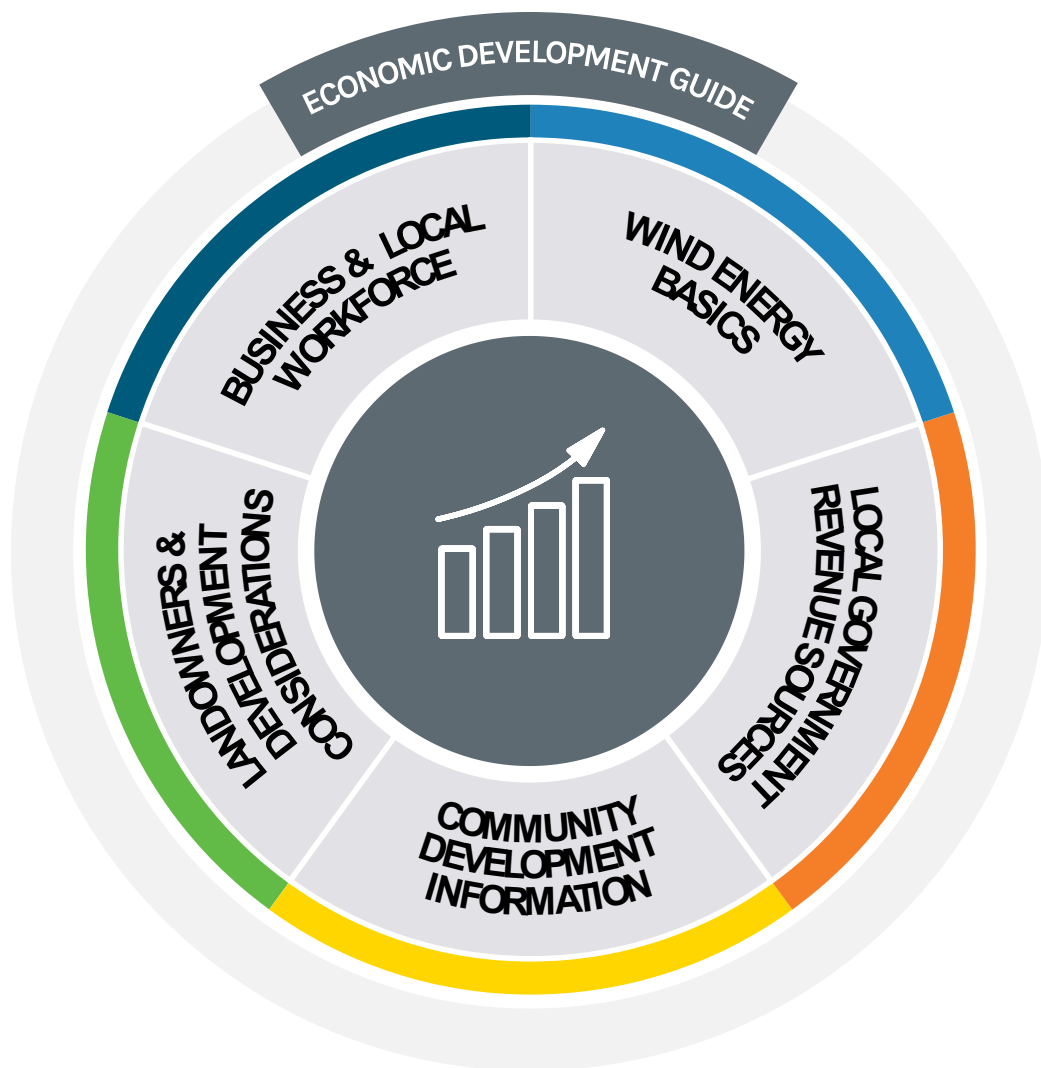 ECONOMIC DEVELOPMENT GUIDE
WIND ENERGY
BASICS
LOCAL GOVERNMENT
REVENUE SOURCES
COMMUNITY
DEVELOPMENT
INFORMATION
LANDOWNERS &
DEVELOPMENT
CONSIDERATIONS
BUSINESS & LOCAL
WORKFORCE